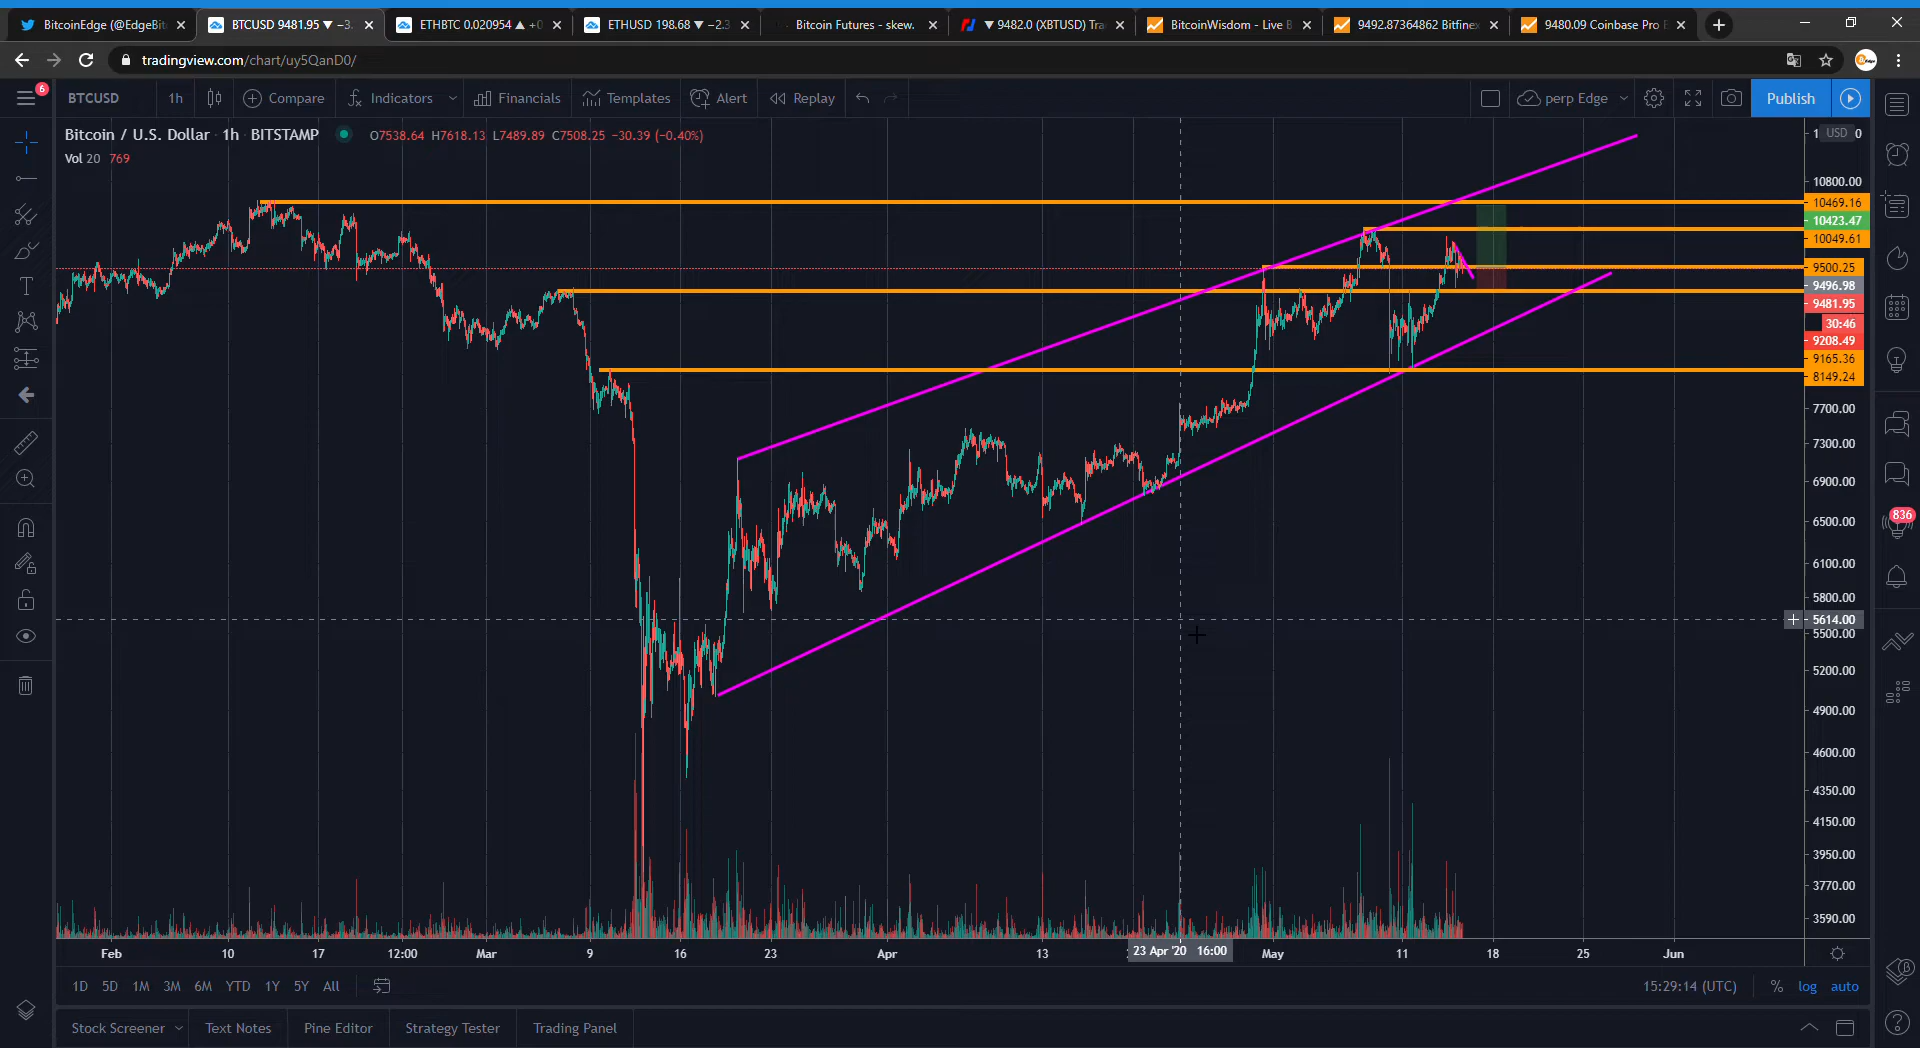 BitcoinEdge (@EdgeBit
BTCUSD 9481.95 ▼ −3.
ETHBTC 0.020954 ▲ +0
ETHUSD 198.68 ▼ −2.3
Bitcoin Futures - skew.
▼ 9482.0 (XBTUSD) Tra
BitcoinWisdom - Live B
9492.87364862 Bitfinex
9480.09 Coinbase Pro
tradingview.com/chart/uy5QanD0/
6
BTCUSD
1h
Compare
Indicators
Financials
Templates
Alert
Replay
perp Edge
Publish
Bitcoin / U.S. Dollar · 1h · BITSTAMP
O7538.64 H7618.13 L7489.89 C7508.25 −30.39 (−0.40%)
Vol 20 769
USD
10800.00
10469.16
10423.47
10049.61
9500.25
9496.98
9481.95
30:46
9208.49
9165.36
8149.24
7700.00
7300.00
6900.00
6500.00
6100.00
5800.00
5614.00
5500.00
5200.00
4900.00
4600.00
4350.00
4150.00
3950.00
3770.00
3590.00
836
Feb 10 17 12:00 Mar 9 16 23 Apr 13 23 Apr '20 16:00 May 11 18 25 Jun
1D 5D 1M 3M 6M YTD 1Y 5Y All
15:29:14 (UTC) % log auto
Stock Screener Text Notes Pine Editor Strategy Tester Trading Panel